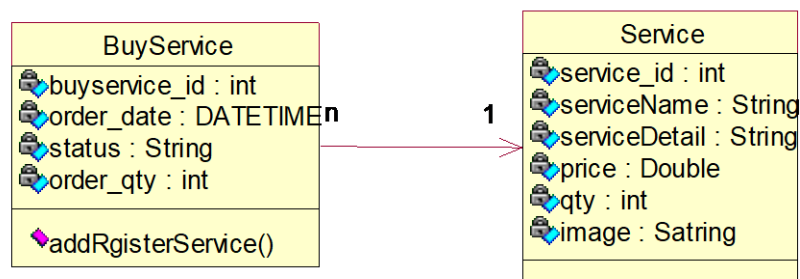 BuyService
buyservice_id : int
order_date : DATETIME
status : String
order_qty : int
addRgisterService()
n
1
Service
service_id : int
serviceName : String
serviceDetail : String
price : Double
qty : int
image : Satring